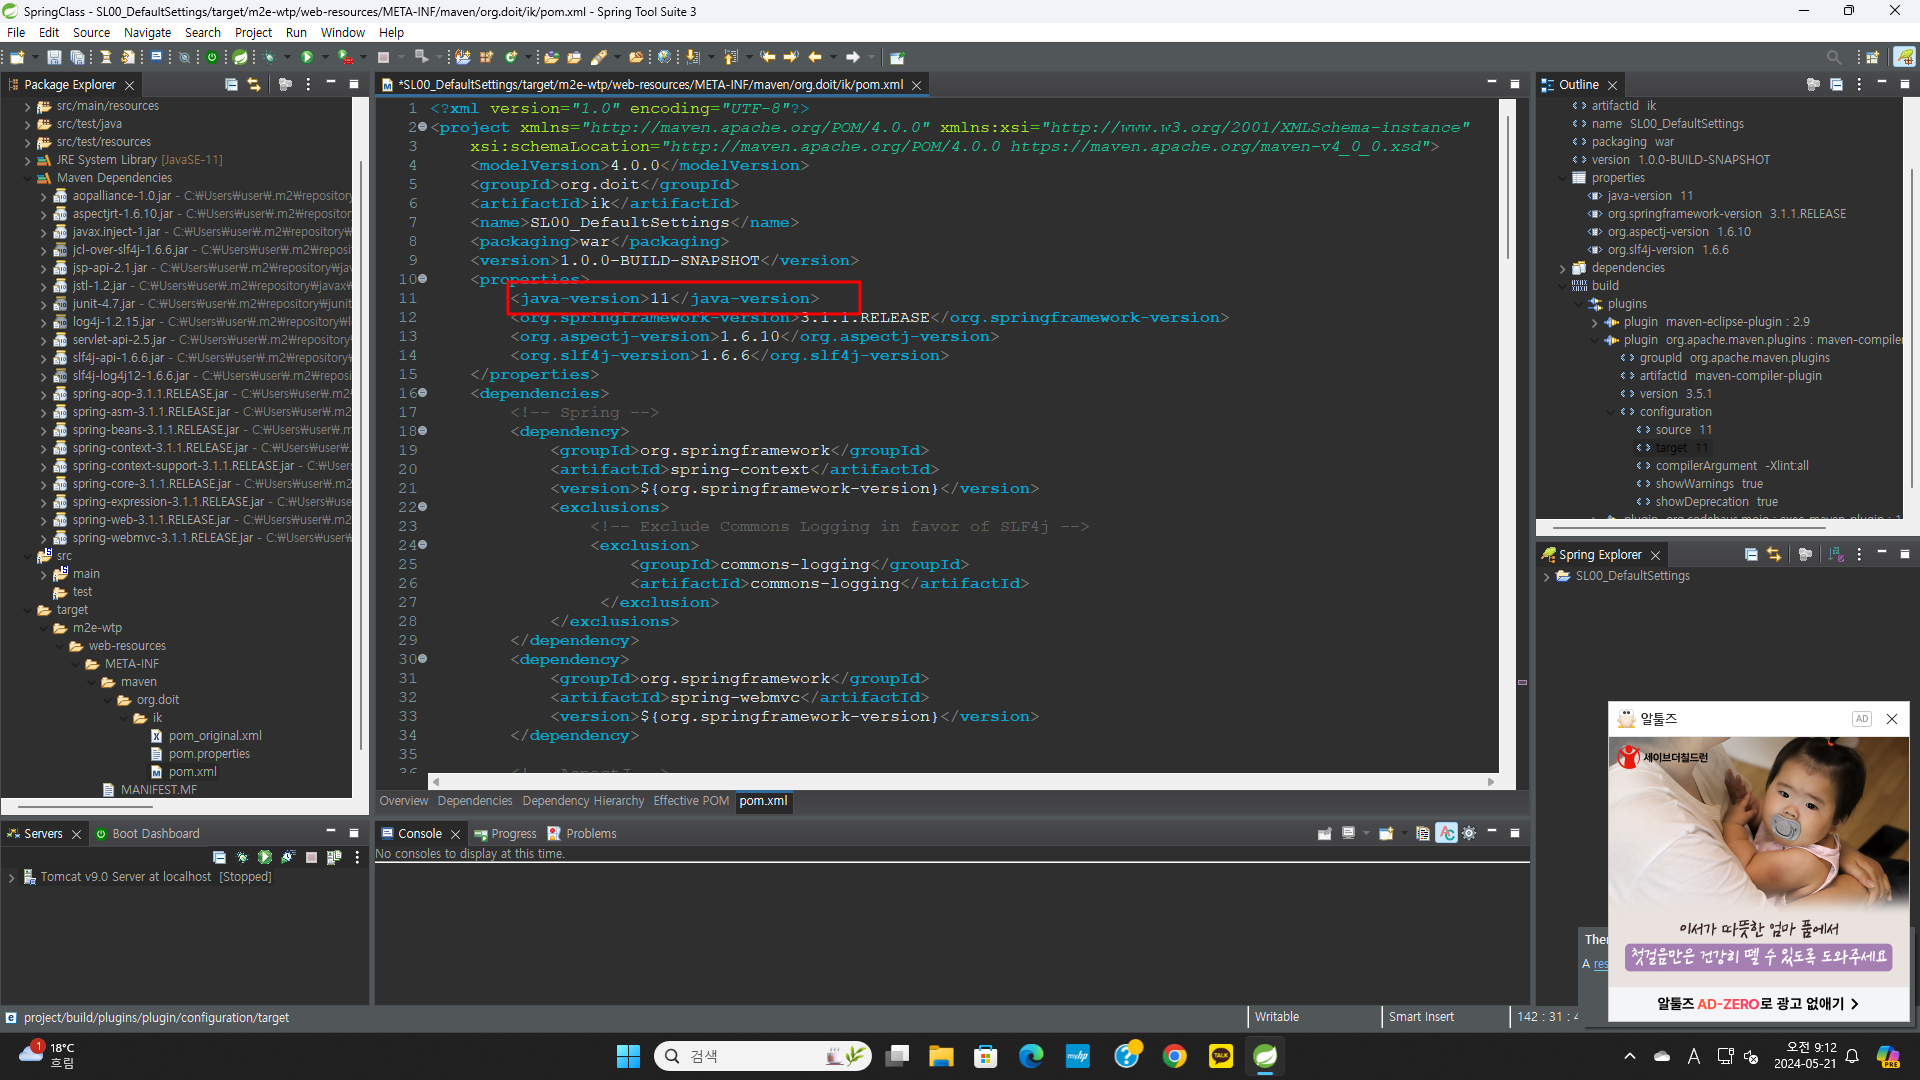 SpringClass - SL00_DefaultSettings/target/m2e-wtp/web-resources/META-INF/maven/org.doit/ik/pom.xml - Spring Tool Suite 3
File Edit Source Navigate Search Project Run Window Help
Package Explorer
src/main/resources
src/test/java
src/test/resources
JRE System Library [JavaSE-11]
Maven Dependencies
aopalliance-1.0.jar - C:₩Users₩user₩.m2₩repository
aspectjrt-1.6.10.jar - C:₩Users₩user₩.m2₩repository
javax.inject-1.jar - C:₩Users₩user₩.m2₩repository₩
jcl-over-slf4j-1.6.6.jar - C:₩Users₩user₩.m2₩repository
jsp-api-2.1.jar - C:₩Users₩user₩.m2₩repository₩jav
jstl-1.2.jar - C:₩Users₩user₩.m2₩repository₩javax₩
junit-4.7.jar - C:₩Users₩user₩.m2₩repository₩junit
log4j-1.2.15.jar - C:₩Users₩user₩.m2₩repository₩l
servlet-api-2.5.jar - C:₩Users₩user₩.m2₩repository
slf4j-api-1.6.6.jar - C:₩Users₩user₩.m2₩repository
slf4j-log4j12-1.6.6.jar - C:₩Users₩user₩.m2₩reposi
spring-aop-3.1.1.RELEASE.jar - C:₩Users₩user₩.m2₩
spring-asm-3.1.1.RELEASE.jar - C:₩Users₩user₩.m2
spring-beans-3.1.1.RELEASE.jar - C:₩Users₩user₩.m
spring-context-3.1.1.RELEASE.jar - C:₩Users₩user₩.
spring-context-support-3.1.1.RELEASE.jar - C:₩Users
spring-core-3.1.1.RELEASE.jar - C:₩Users₩user₩.m2
spring-expression-3.1.1.RELEASE.jar - C:₩Users₩use
spring-web-3.1.1.RELEASE.jar - C:₩Users₩user₩.m2
spring-webmvc-3.1.1.RELEASE.jar - C:₩Users₩user₩
src
main
test
target
m2e-wtp
web-resources
META-INF
maven
org.doit
ik
pom_original.xml
pom.properties
pom.xml
MANIFEST.MF
*SL00_DefaultSettings/target/m2e-wtp/web-resources/META-INF/maven/org.doit/ik/pom.xml
1 <?xml version="1.0" encoding="UTF-8"?>
2 <project xmlns="http://maven.apache.org/POM/4.0.0" xmlns:xsi="http://www.w3.org/2001/XMLSchema-instance"
3 xsi:schemaLocation="http://maven.apache.org/POM/4.0.0 https://maven.apache.org/maven-v4_0_0.xsd">
4 <modelVersion>4.0.0</modelVersion>
5 <groupId>org.doit</groupId>
6 <artifactId>ik</artifactId>
7 <name>SL00_DefaultSettings</name>
8 <packaging>war</packaging>
9 <version>1.0.0-BUILD-SNAPSHOT</version>
10 <properties>
11 <java-version>11</java-version>
12 <org.springframework-version>3.1.1.RELEASE</org.springframework-version>
13 <org.aspectj-version>1.6.10</org.aspectj-version>
14 <org.slf4j-version>1.6.6</org.slf4j-version>
15 </properties>
16 <dependencies>
17 <!-- Spring -->
18 <dependency>
19 <groupId>org.springframework</groupId>
20 <artifactId>spring-context</artifactId>
21 <version>${org.springframework-version}</version>
22 <exclusions>
23 <!-- Exclude Commons Logging in favor of SLF4j -->
24 <exclusion>
25 <groupId>commons-logging</groupId>
26 <artifactId>commons-logging</artifactId>
27 </exclusion>
28 </exclusions>
29 </dependency>
30 <dependency>
31 <groupId>org.springframework</groupId>
32 <artifactId>spring-webmvc</artifactId>
33 <version>${org.springframework-version}</version>
34 </dependency>
35
36 <!-- AspectJ -->
Overview Dependencies Dependency Hierarchy Effective POM pom.xml
Outline
artifactId ik
name SL00_DefaultSettings
packaging war
version 1.0.0-BUILD-SNAPSHOT
properties
java-version 11
org.springframework-version 3.1.1.RELEASE
org.aspectj-version 1.6.10
org.slf4j-version 1.6.6
dependencies
build
plugins
plugin maven-eclipse-plugin : 2.9
plugin org.apache.maven.plugins : maven-compiler
groupId org.apache.maven.plugins
artifactId maven-compiler-plugin
version 3.5.1
configuration
source 11
target 11
compilerArgument -Xlint:all
showWarnings true
showDeprecation true
plugin org.codehaus.mojo : exec-maven-plugin : 1
Spring Explorer
SL00_DefaultSettings
Servers Boot Dashboard
Tomcat v9.0 Server at localhost [Stopped]
Console Progress Problems
No consoles to display at this time.
알툴즈 AD
세이브더칠드런
이서가 따뜻한 엄마 품에서
첫걸음만은 건강히 뗄 수 있도록 도와주세요
알툴즈 AD-ZERO로 광고 없애기 >
Ther
A res
project/build/plugins/plugin/configuration/target
Writable
Smart Insert
142 : 31 : 4
1
18°C
흐림
검색
myhp
TALK
A
오전 9:12
2024-05-21
PRE